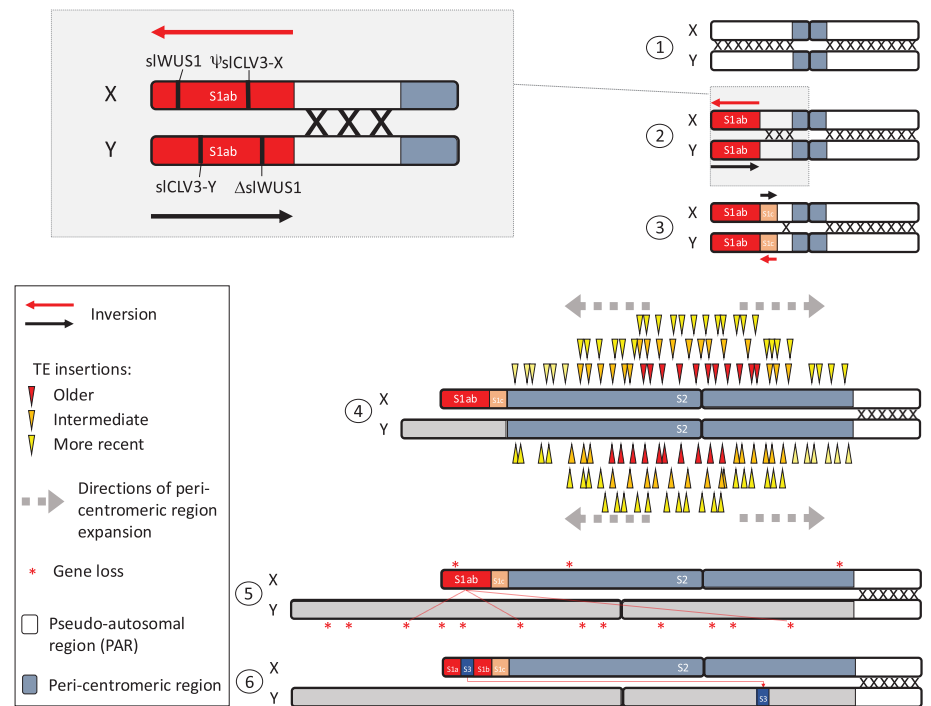 slWUS1 ψslCLV3-X
X S1ab
Y S1ab
slCLV3-Y ΔslWUS1
1 X
Y
2 X
S1ab
Y S1ab
3 X S1ab S1c
Y S1ab S1c
Inversion
TE insertions:
Older
Intermediate
More recent
Directions of peri-
centromeric region
expansion
* Gene loss
Pseudo-autosomal
region (PAR)
Peri-centromeric region
4 X S1ab S1c S2
Y S2
5 X * * *
S1ab S1c S2
Y
* * * * * * * * * * * *
6 X S1a S3 S1b S1c S2
Y S3